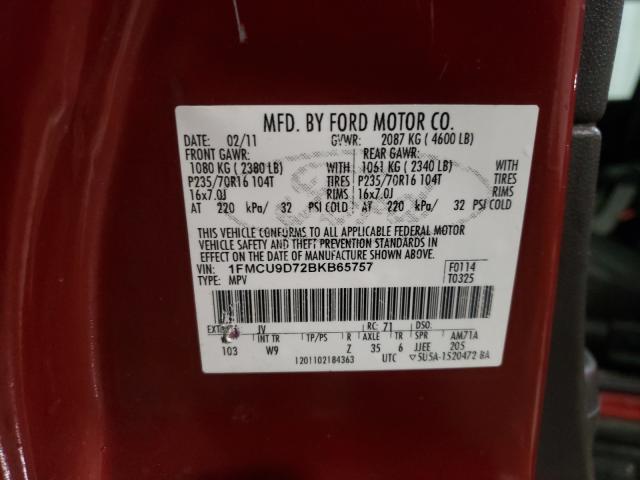 MFD. BY FORD MOTOR CO.
DATE: 02/11 GVWR: 2087 KG ( 4600 LB)
FRONT GAWR: REAR GAWR:
1080 KG ( 2380 LB) WITH 1061 KG ( 2340 LB) WITH
P235/70R16 104T TIRES P235/70R16 104T TIRES
16x7.0J RIMS 16x7.0J RIMS
AT 220 kPa/ 32 PSI COLD AT 220 kPa/ 32 PSI COLD
THIS VEHICLE CONFORMS TO ALL APPLICABLE FEDERAL MOTOR
VEHICLE SAFETY AND THEFT PREVENTION STANDARDS IN
EFFECT ON THE DATE OF MANUFACTURE SHOWN ABOVE.
VIN: 1FMCU9D72BKB65757 F0114
TYPE: MPV T0325
JV RC: 71 DSO:
INT TR TP/PS R AXLE TR SPR AM71A
103 W9 Z 35 6 JJEE 205
1201102184363 UTC 5U5A-1520472-BA